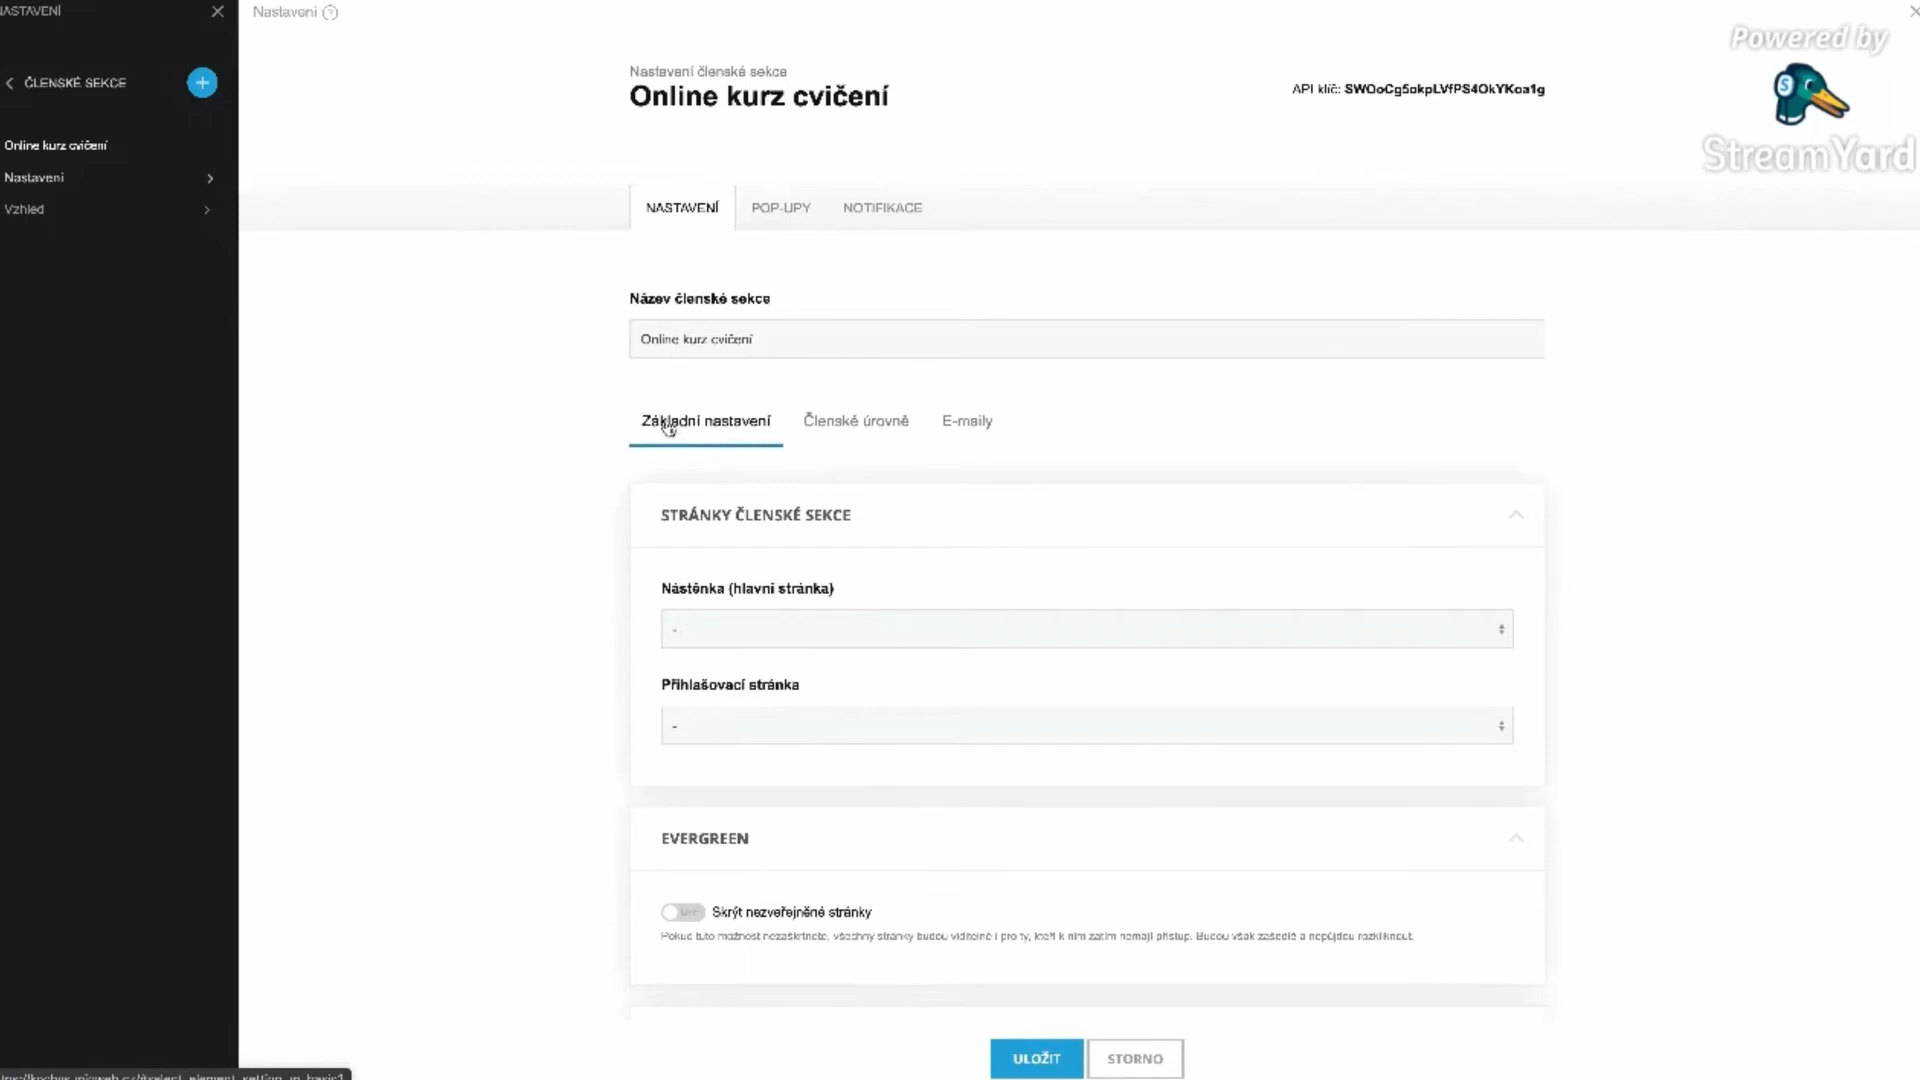 NASTAVENÍ
Nastavení
Powered by
StreamYard
Nastavení členské sekce
Online kurz cvičení
API klíč:
ČLENSKÉ SEKCE
Online kurz cvičení
Nastavení
Vzhled
NASTAVENÍ
POP-UPY
NOTIFIKACE
Název členské sekce
Online kurz cvičení
Základní nastavení
Členské úrovně
E-maily
STRÁNKY ČLENSKÉ SEKCE
Nástěnka (hlavní stránka)
-
Přihlašovací stránka
-
EVERGREEN
Skrýt nezveřejněné stránky
Pokud tuto možnost nezaškrtnete, všechny stránky budou viditelné i pro ty, kteří k nim zatím nemají přístup. Budou však zašedlé a nepůjdou rozkliknout.
ULOŽIT
STORNO